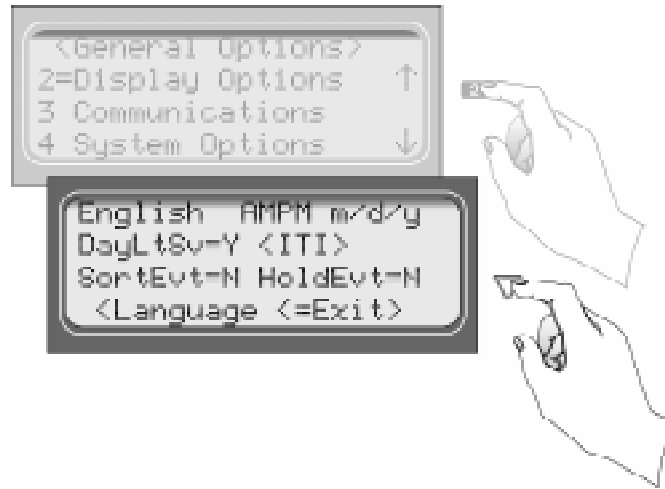 <General Options>
2=Display Options ↑
3 Communications
4 System Options ↓
English AMPM m/d/y
DayLtSv=Y <ITI>
SortEvt=N HoldEvt=N
<Language <=Exit>